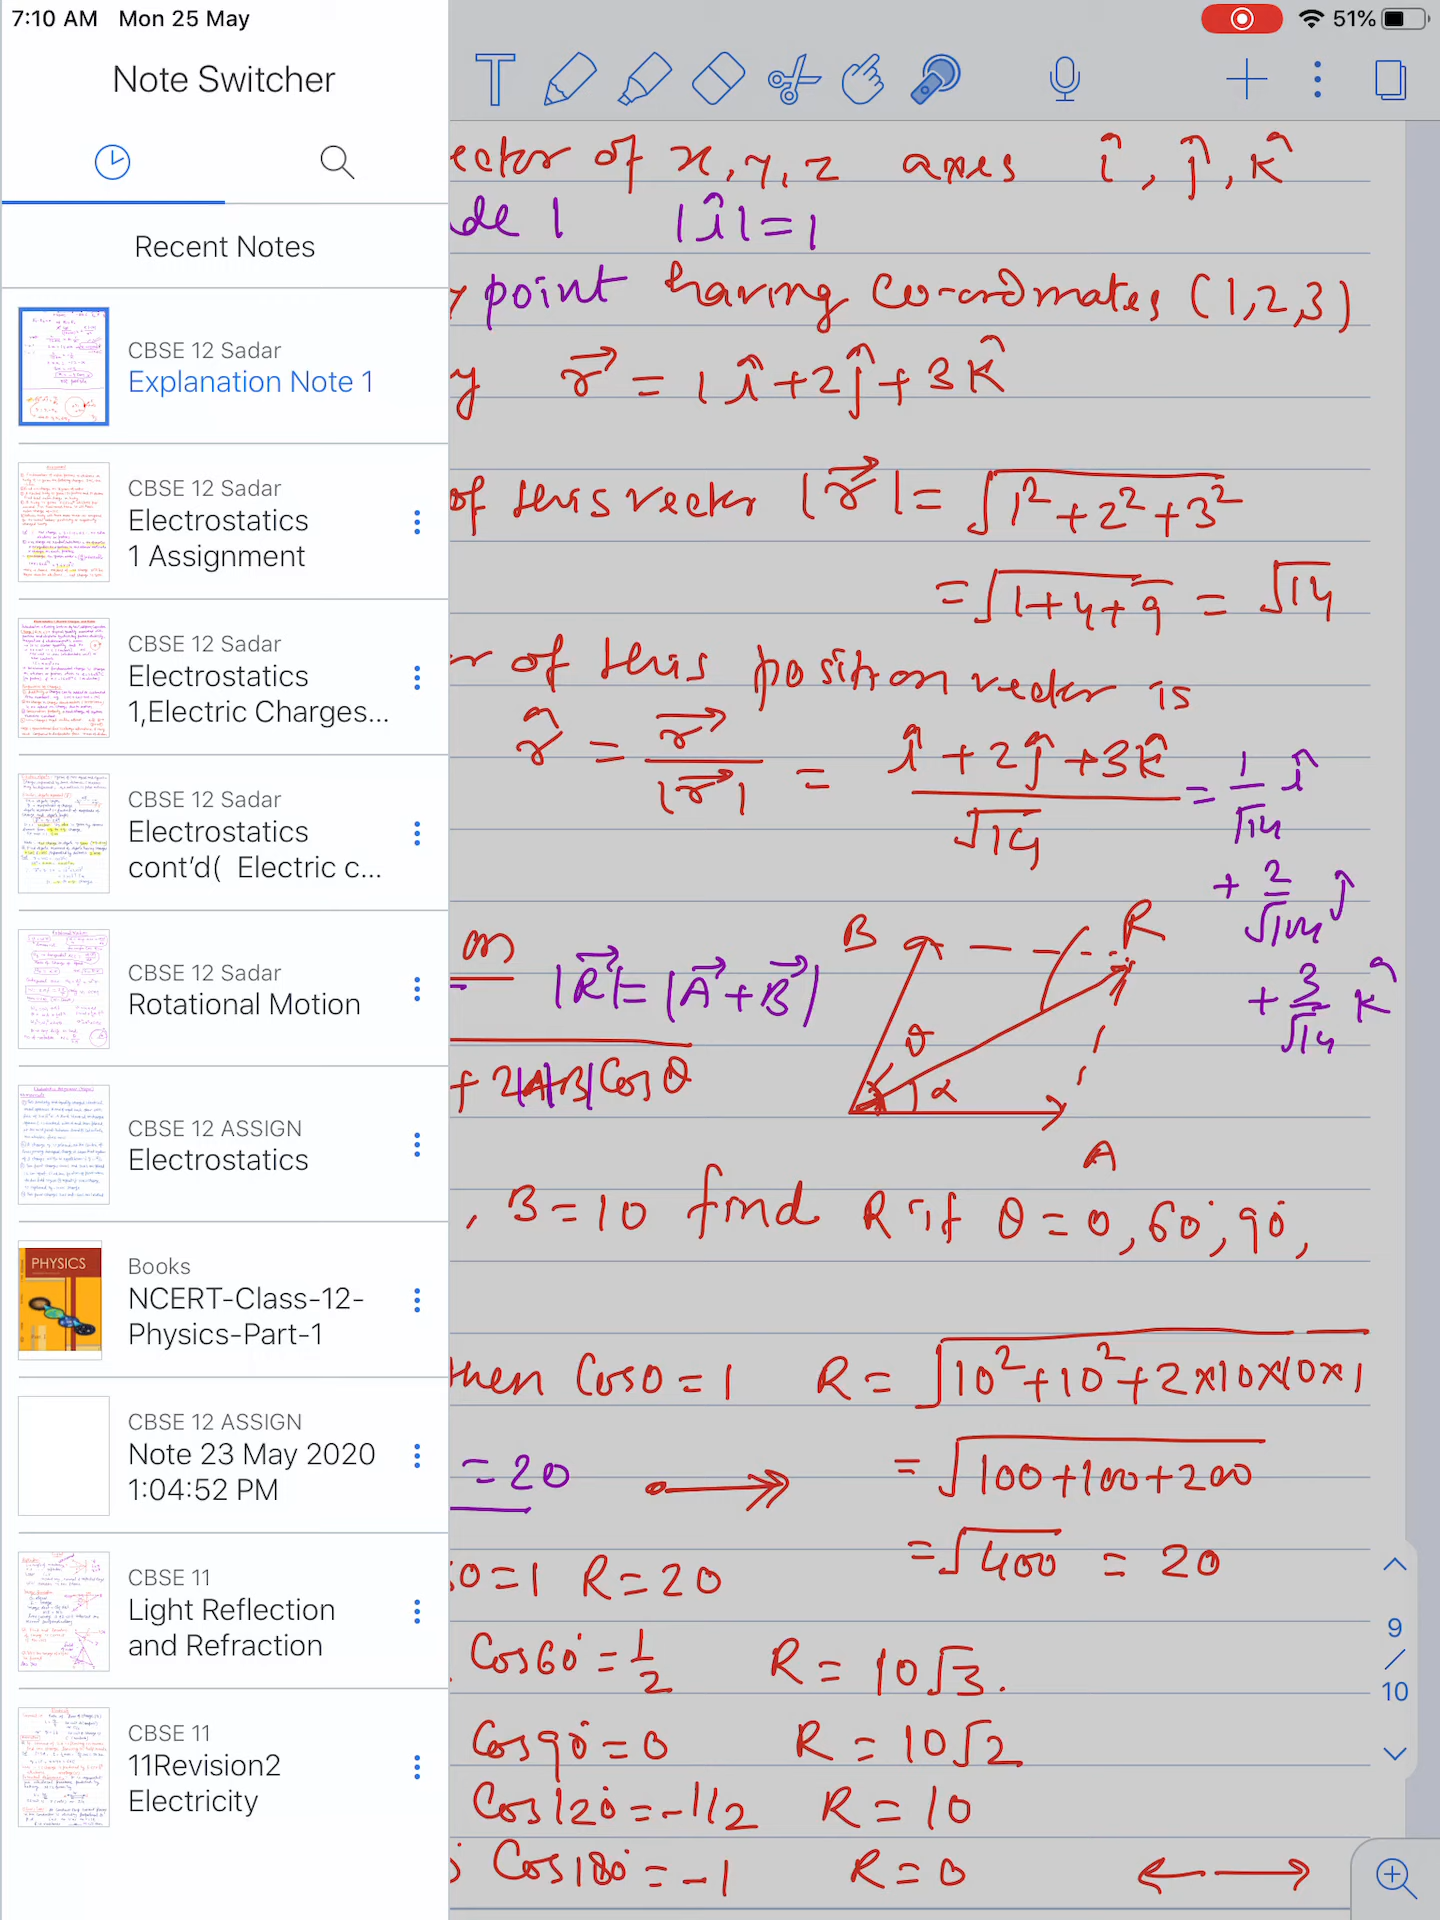 7:10 AM Mon 25 May
51%
Note Switcher
Recent Notes
CBSE 12 Sadar
Explanation Note 1
CBSE 12 Sadar
Electrostatics
1 Assignment
CBSE 12 Sadar
Electrostatics
1,Electric Charges...
CBSE 12 Sadar
Electrostatics
cont'd( Electric c...
CBSE 12 Sadar
Rotational Motion
CBSE 12 ASSIGN
Electrostatics
PHYSICS
Books
NCERT-Class-12-
Physics-Part-1
CBSE 12 ASSIGN
Note 23 May 2020
1:04:52 PM
CBSE 11
Light Reflection
and Refraction
CBSE 11
11Revision2
Electricity
ector of x, y, z axes î, ĵ, k̂
de 1 |î|=1
y point having co-ordinates (1,2,3)
y r⃗ = 1î+2ĵ+3k̂
of this vector |r⃗|= √(1²+2²+3²)
= √(1+4+9) = √14
r of this position vector is
r̂ = r⃗/|r⃗| = (î+2ĵ+3k̂)/√14 = 1/√14 î
+ 2/√14 ĵ
+ 3/√14 k̂
on |R⃗|=|A⃗+B⃗|
B R
+ 2|A||B|Cosθ
θ α
A
, B=10 find R if θ=0, 60°, 90°,
then Cos0=1 R= √(10²+10²+2×10×10×1
=20 = √(100+100+200
= √400 = 20
s0=1 R=20
Cos60°=1/2 R= 10√3.
Cos90°=0 R= 10√2
Cos120°=-1/2 R=10
Cos180°=-1 R=0
9
/
10